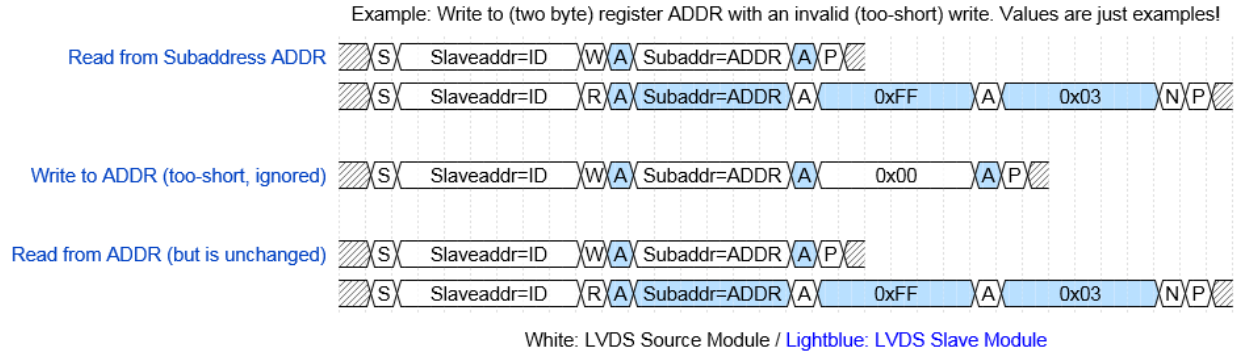 Example: Write to (two byte) register ADDR with an invalid (too-short) write. Values are just examples!
Read from Subaddress ADDR S Slaveaddr=ID W A Subaddr=ADDR A P
S Slaveaddr=ID R A Subaddr=ADDR A 0xFF A 0x03 N P
Write to ADDR (too-short, ignored) S Slaveaddr=ID W A Subaddr=ADDR A 0x00 A P
Read from ADDR (but is unchanged) S Slaveaddr=ID W A Subaddr=ADDR A P
S Slaveaddr=ID R A Subaddr=ADDR A 0xFF A 0x03 N P
White: LVDS Source Module / Lightblue: LVDS Slave Module